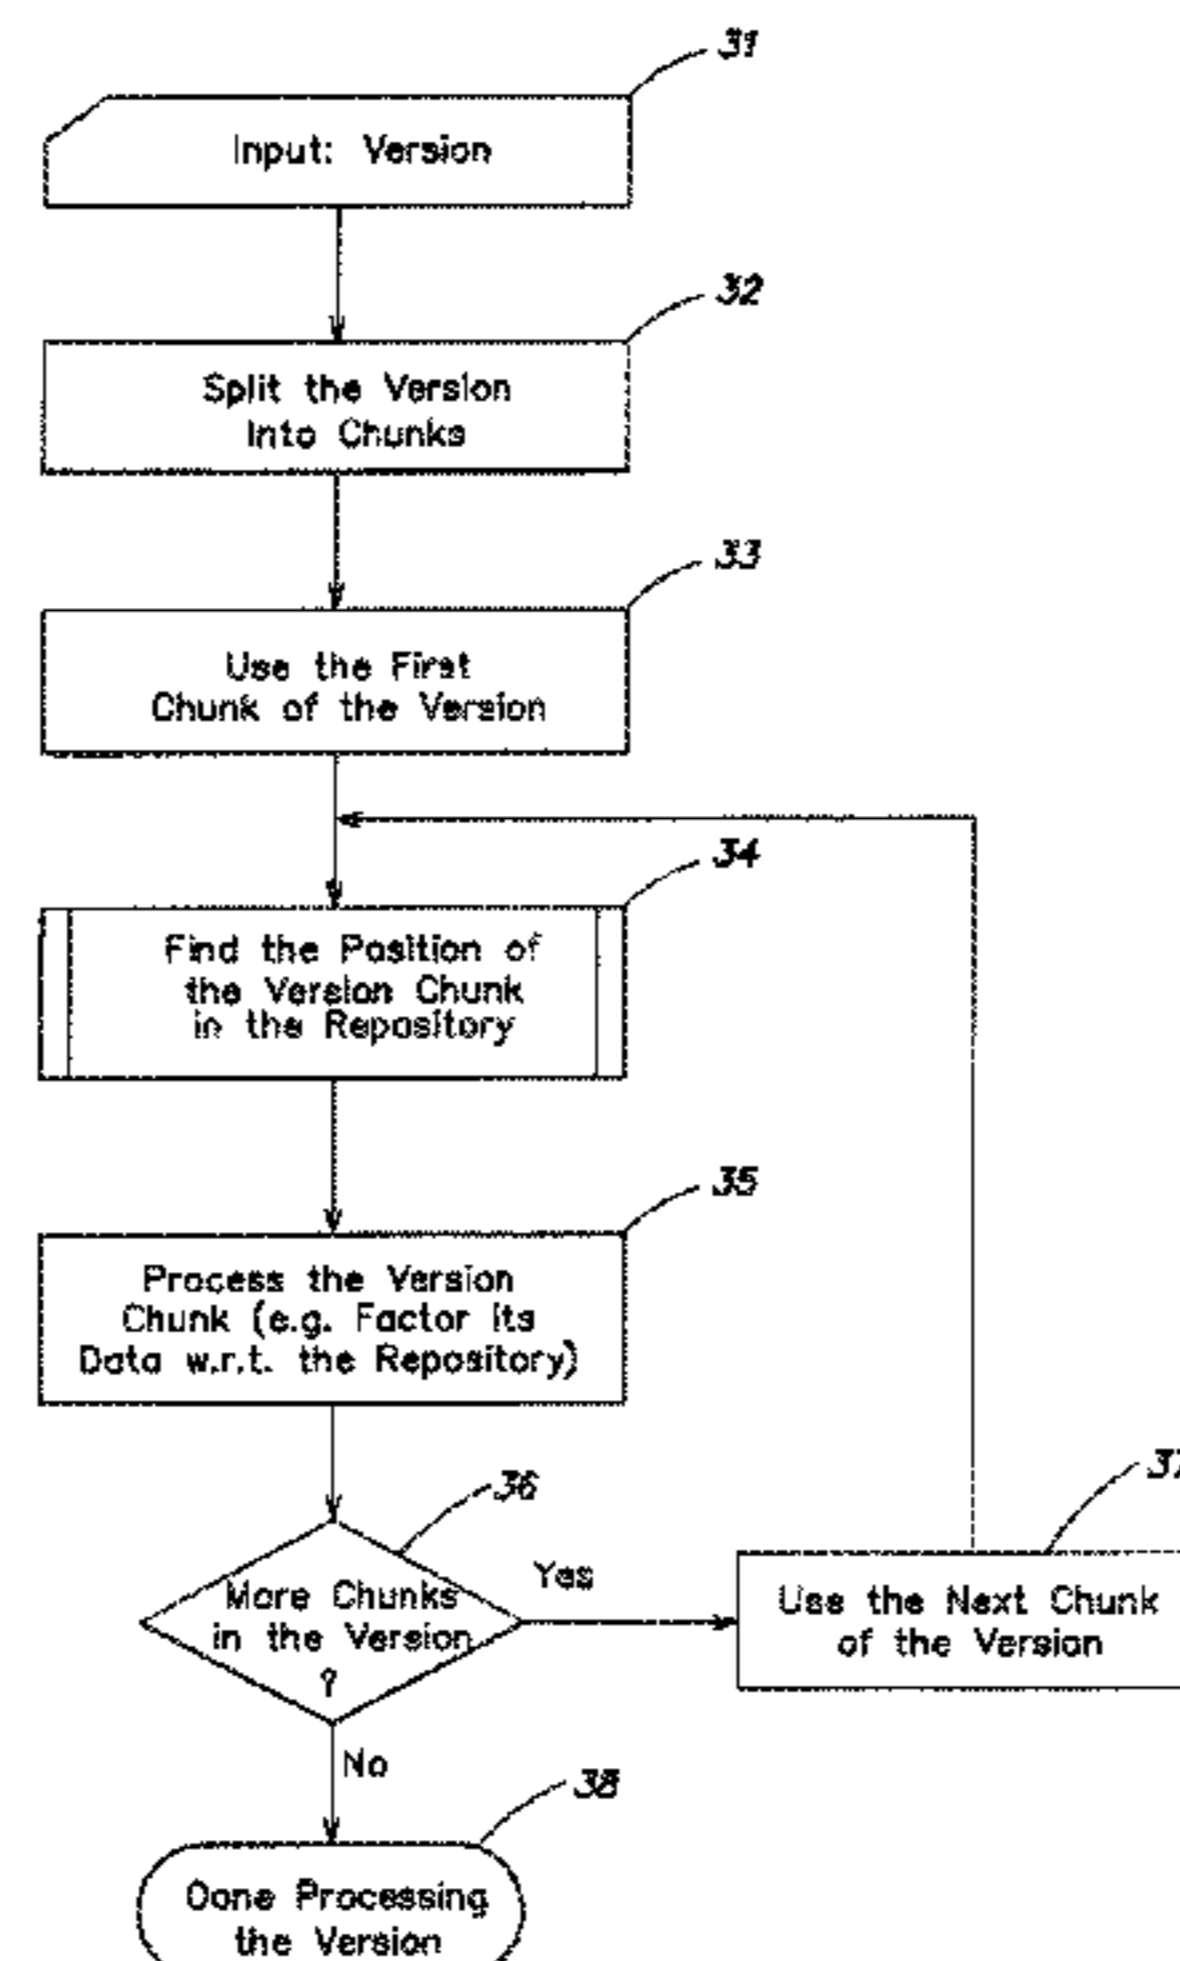 31
Input: Version
32
Split the Version
Into Chunks
33
Use the First
Chunk of the Version
34
Find the Position of
the Version Chunk
in the Repository
35
Process the Version
Chunk (e.g. Factor Its
Data w.r.t. the Repository)
36
More Chunks
in the Version
?
Yes
37
Use the Next Chunk
of the Version
No
38
Done Processing
the Version